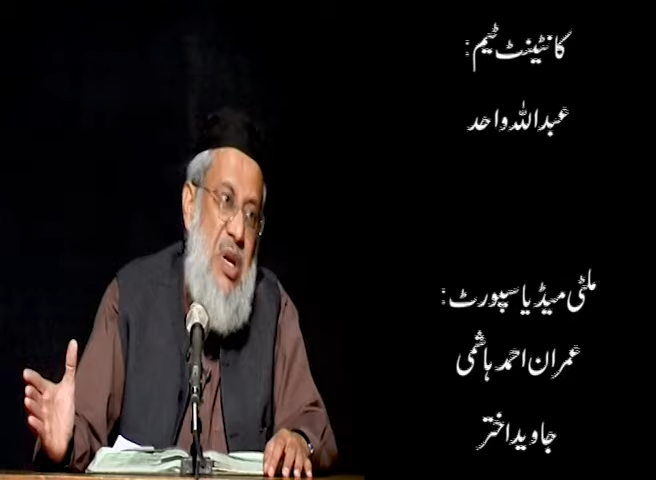 کانٹینٹ ٹیم:
عبداللہ واحد
ملٹی میڈیا سپورٹ:
عمران احمد ہاشمی
جاوید اختر